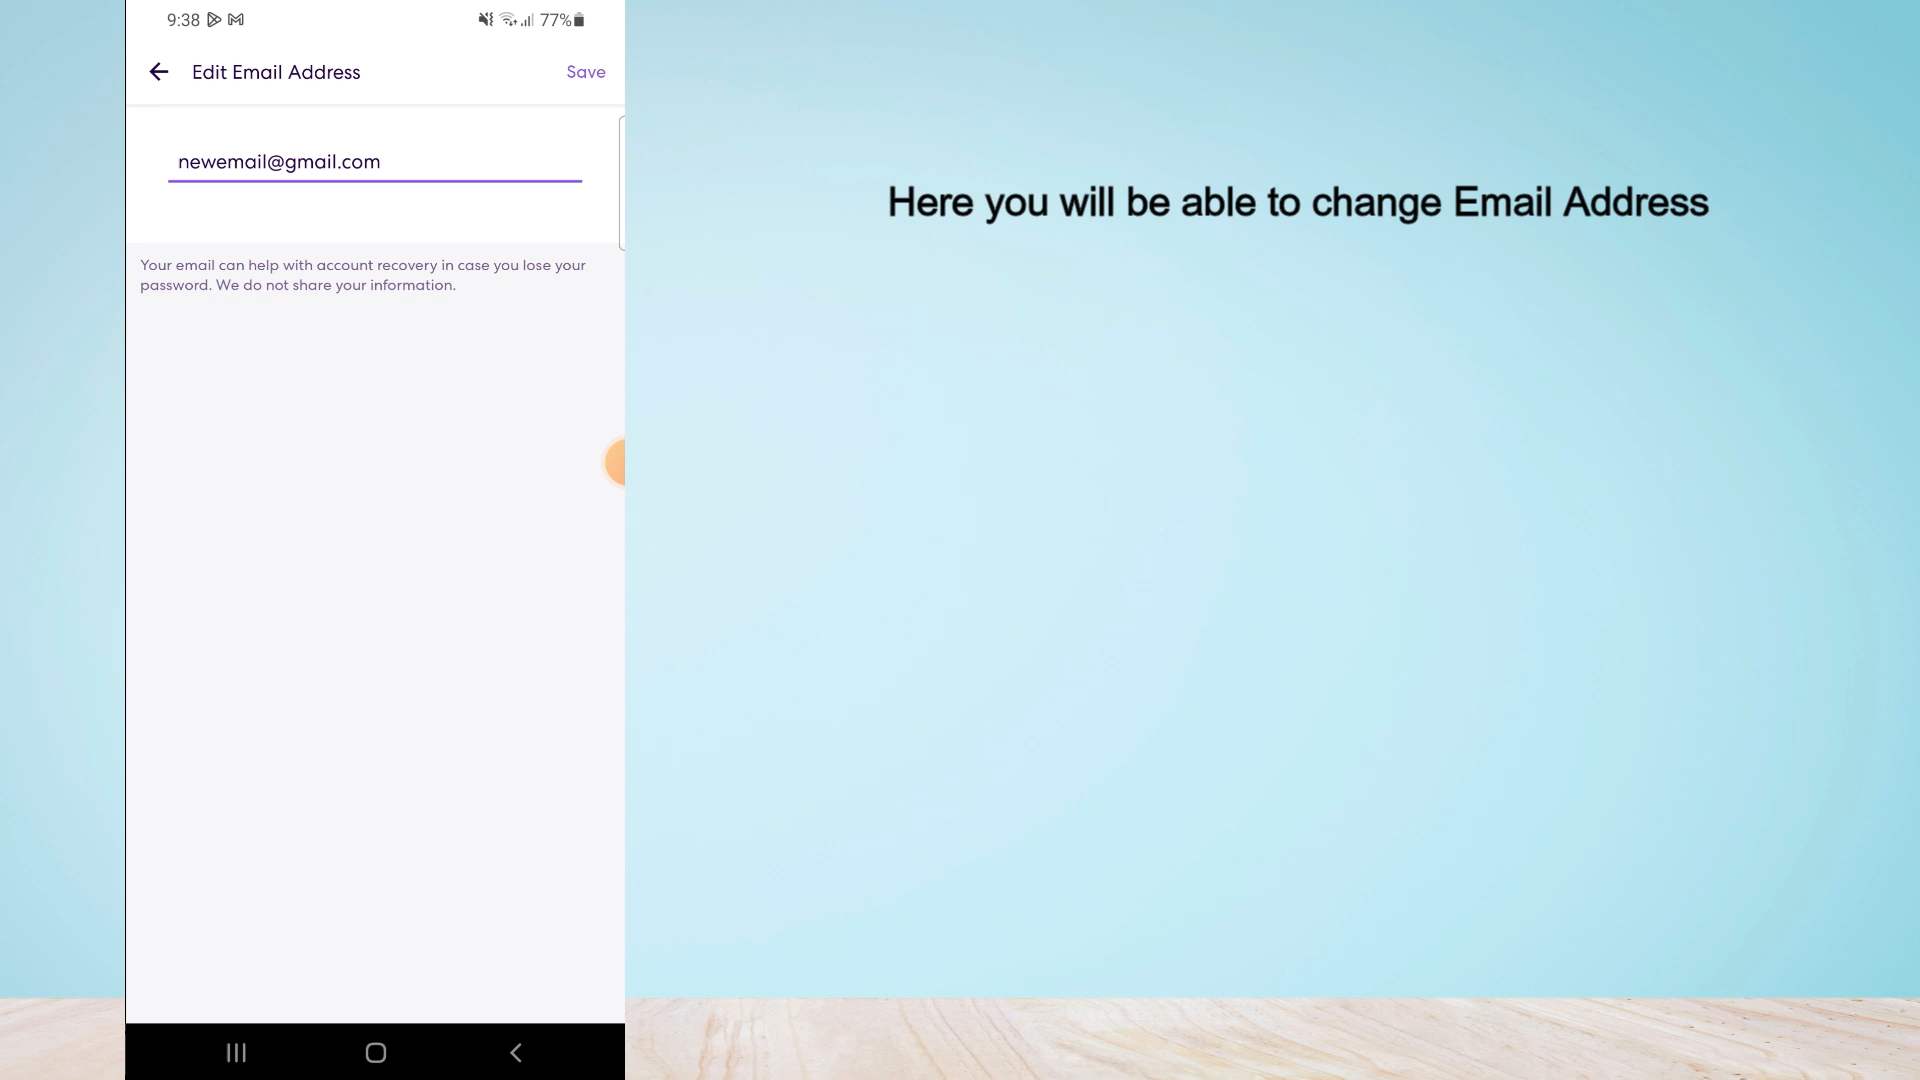 9:38
77%
Edit Email Address
Save
newemail@gmail.com
Your email can help with account recovery in case you lose your
password. We do not share your information.
Here you will be able to change Email Address